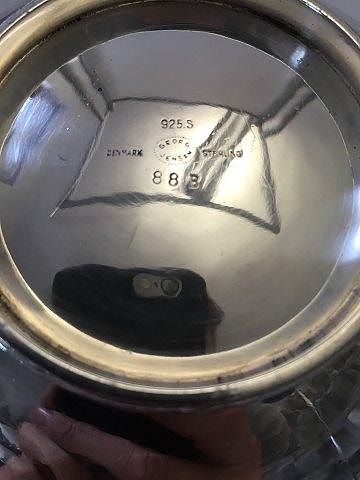 925.S
GEORG
DENMARK JENSEN STERLING
88B